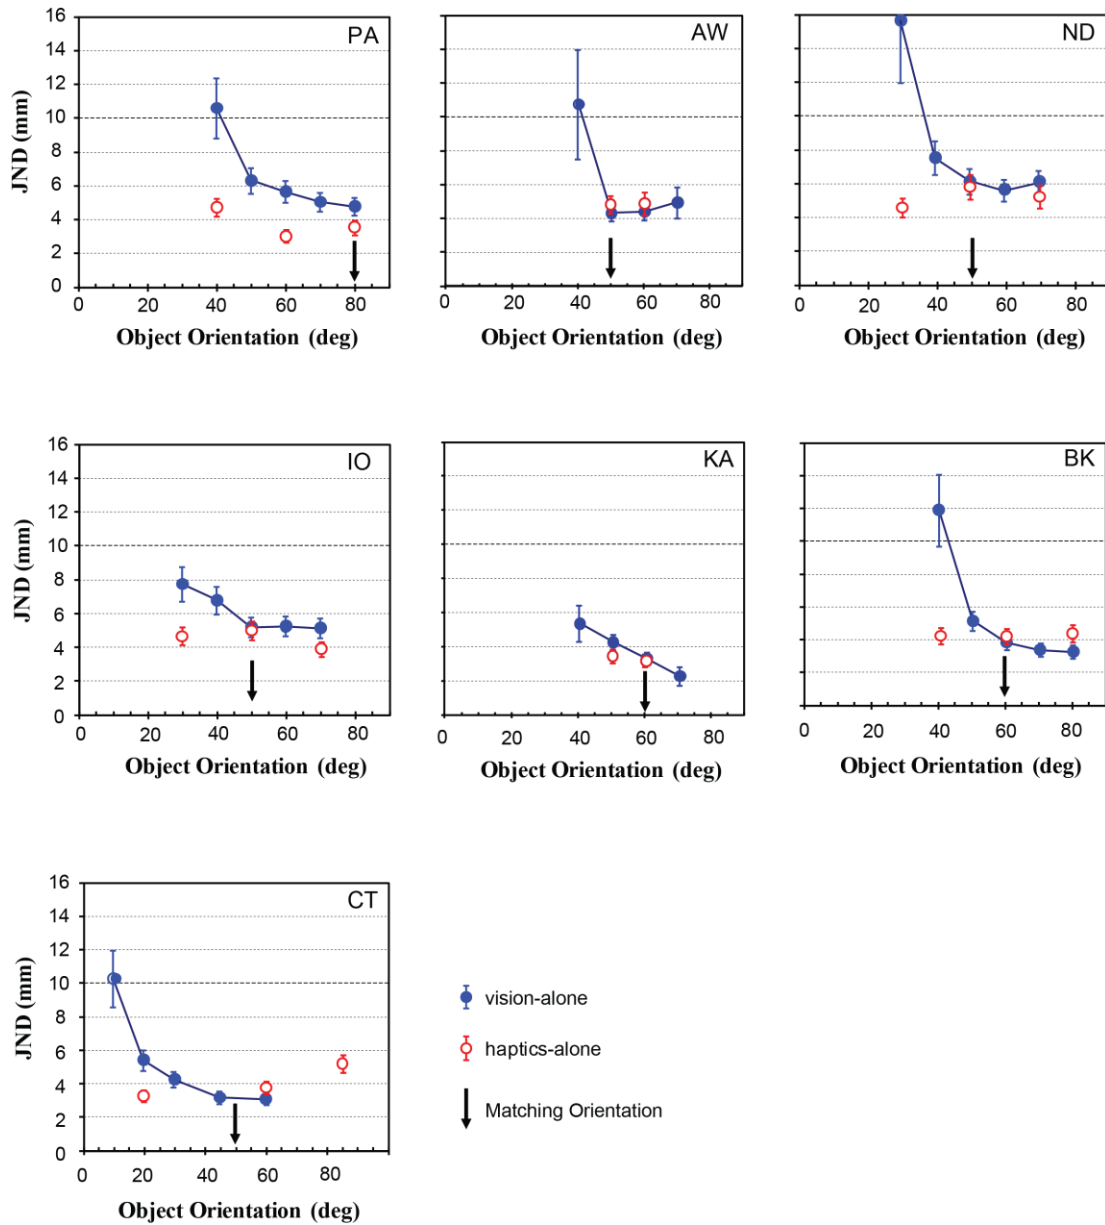 PA
JND (mm)
16
14
12
10
8
6
4
2
0
0 20 40 60 80
Object Orientation (deg)
AW
0 20 40 60 80
Object Orientation (deg)
ND
0 20 40 60 80
Object Orientation (deg)
IO
JND (mm)
16
14
12
10
8
6
4
2
0
0 20 40 60 80
Object Orientation (deg)
KA
0 20 40 60 80
Object Orientation (deg)
BK
0 20 40 60 80
Object Orientation (deg)
CT
JND (mm)
16
14
12
10
8
6
4
2
0
0 20 40 60 80
Object Orientation (deg)
vision-alone
haptics-alone
Matching Orientation